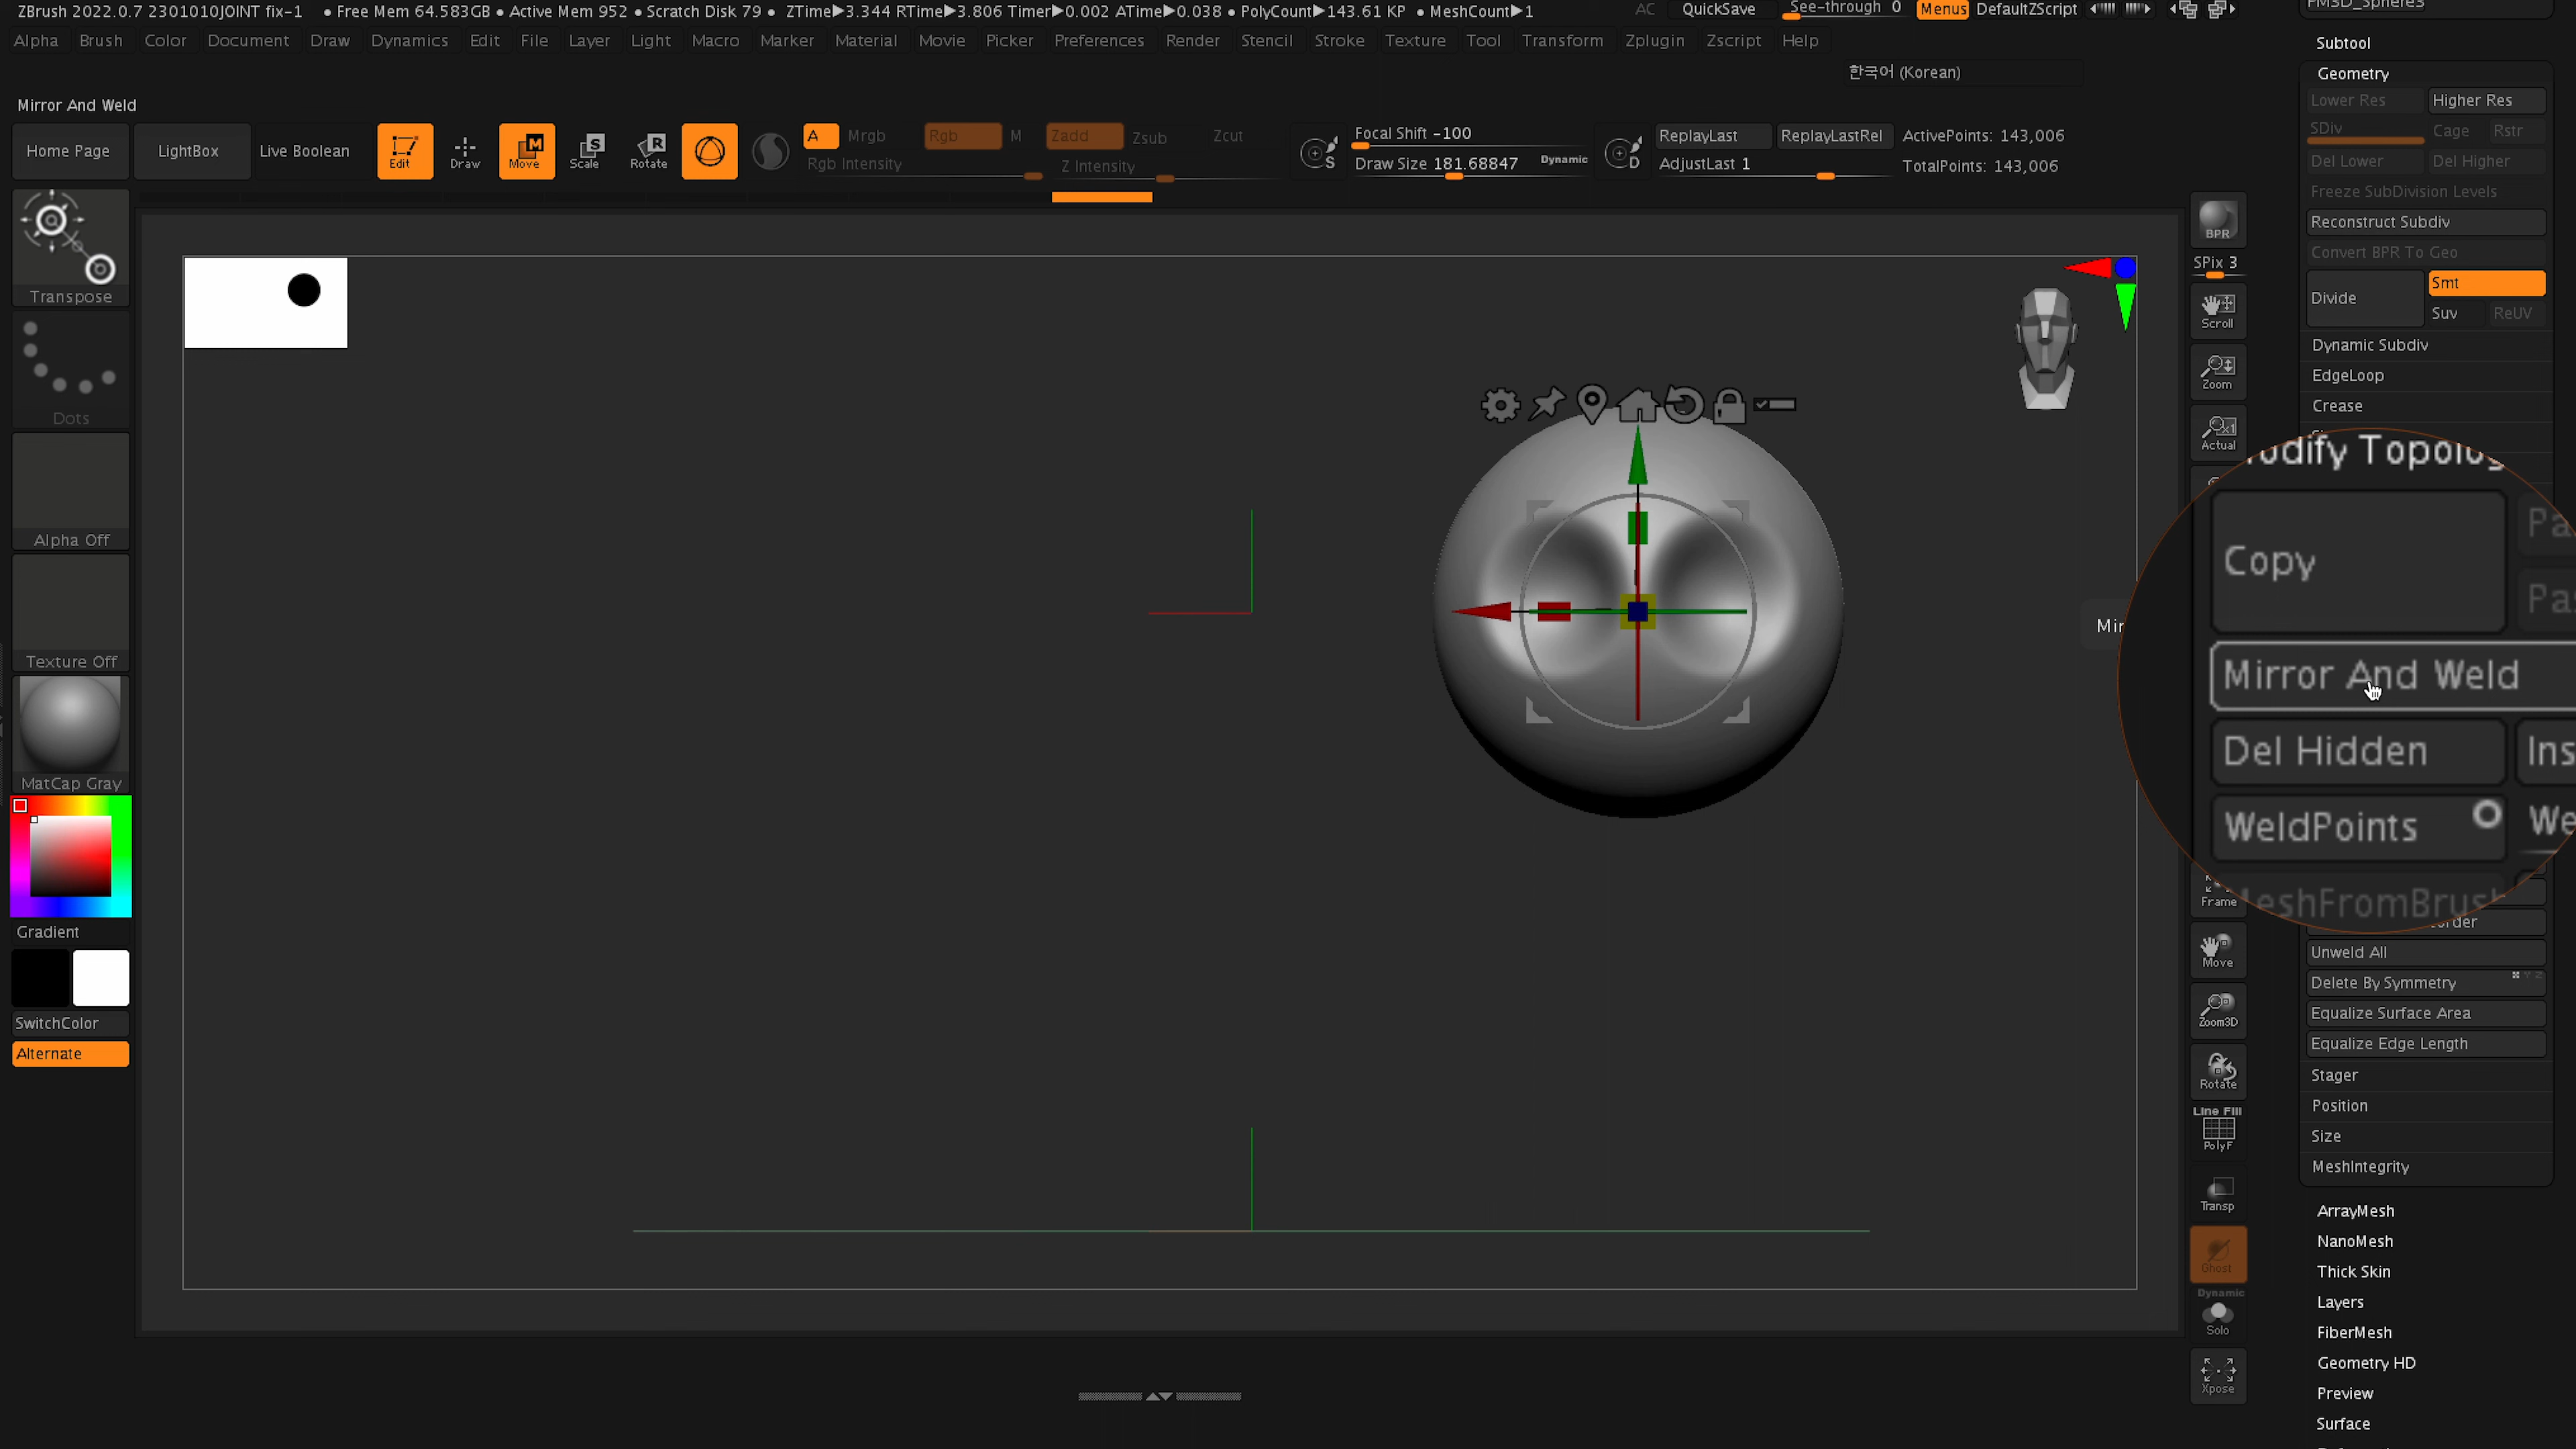 ZBrush 2022.0.7 2301010JOINT fix-1 • Free Mem 64.583GB • Active Mem 952 • Scratch Disk 79 • ZTime▶3.344 RTime▶3.806 Timer▶0.002 ATime▶0.038 • PolyCount▶143.61 KP • MeshCount▶1 AC QuickSave See-through 0 Menus DefaultZScript
Alpha Brush Color Document Draw Dynamics Edit File Layer Light Macro Marker Material Movie Picker Preferences Render Stencil Stroke Texture Tool Transform Zplugin Zscript Help
한국어 (Korean)
Mirror And Weld
Home Page LightBox Live Boolean Edit Draw Move Scale Rotate
A Mrgb Rgb M Zadd Zsub Zcut
Rgb Intensity Z Intensity
Focal Shift -100
Draw Size 181.68847 Dynamic
ReplayLast ReplayLastRel ActivePoints: 143,006
AdjustLast 1 TotalPoints: 143,006
Transpose
Dots
Alpha Off
Texture Off
MatCap Gray
Gradient
SwitchColor
Alternate
BPR
SPix 3
Scroll
Zoom
Actual
Frame
Move
Zoom3D
Rotate
Line Fill
PolyF
Transp
Ghost
Dynamic
Solo
Xpose
PM3D_Sphere3
Subtool
Geometry
Lower Res Higher Res
SDiv Cage Rstr
Del Lower Del Higher
Freeze SubDivision Levels
Reconstruct Subdiv
Convert BPR To Geo
Divide Smt
Suv ReUV
Dynamic Subdiv
EdgeLoop
Crease
odify Topolog
Copy Pa
Pas
Mir
Mirror And Weld
Del Hidden Ins
WeldPoints We
leshFromBrush
order
Unweld All
Delete By Symmetry
Equalize Surface Area
Equalize Edge Length
Stager
Position
Size
MeshIntegrity
ArrayMesh
NanoMesh
Thick Skin
Layers
FiberMesh
Geometry HD
Preview
Surface